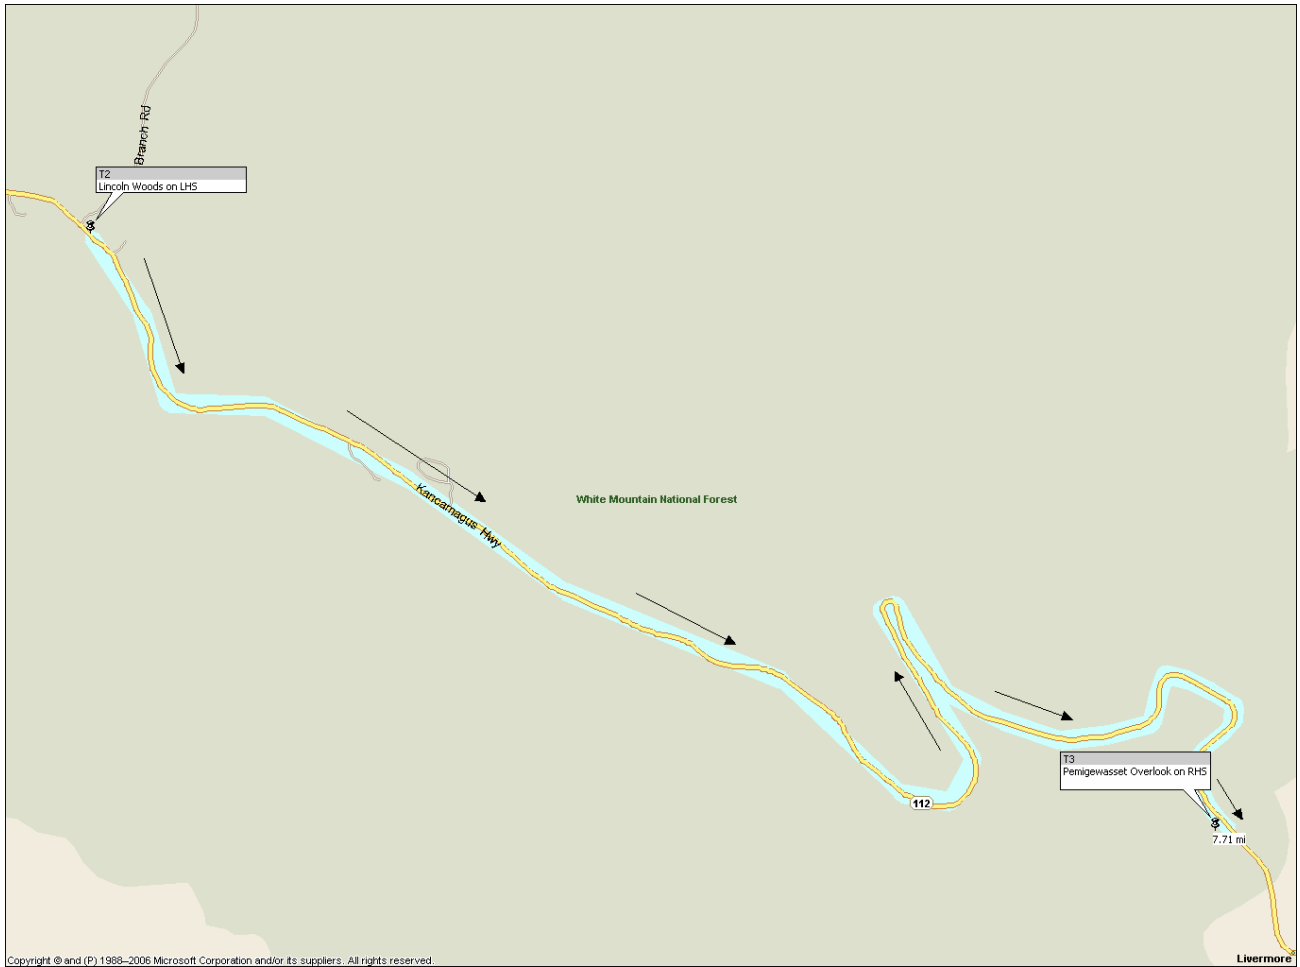 Branch Rd
T2
Lincoln Woods on LHS
Kancamagus Hwy
White Mountain National Forest
112
T3
Pemigewasset Overlook on RHS
7.71 mi
Livermore
Copyright © and (P) 1988–2006 Microsoft Corporation and/or its suppliers. All rights reserved.